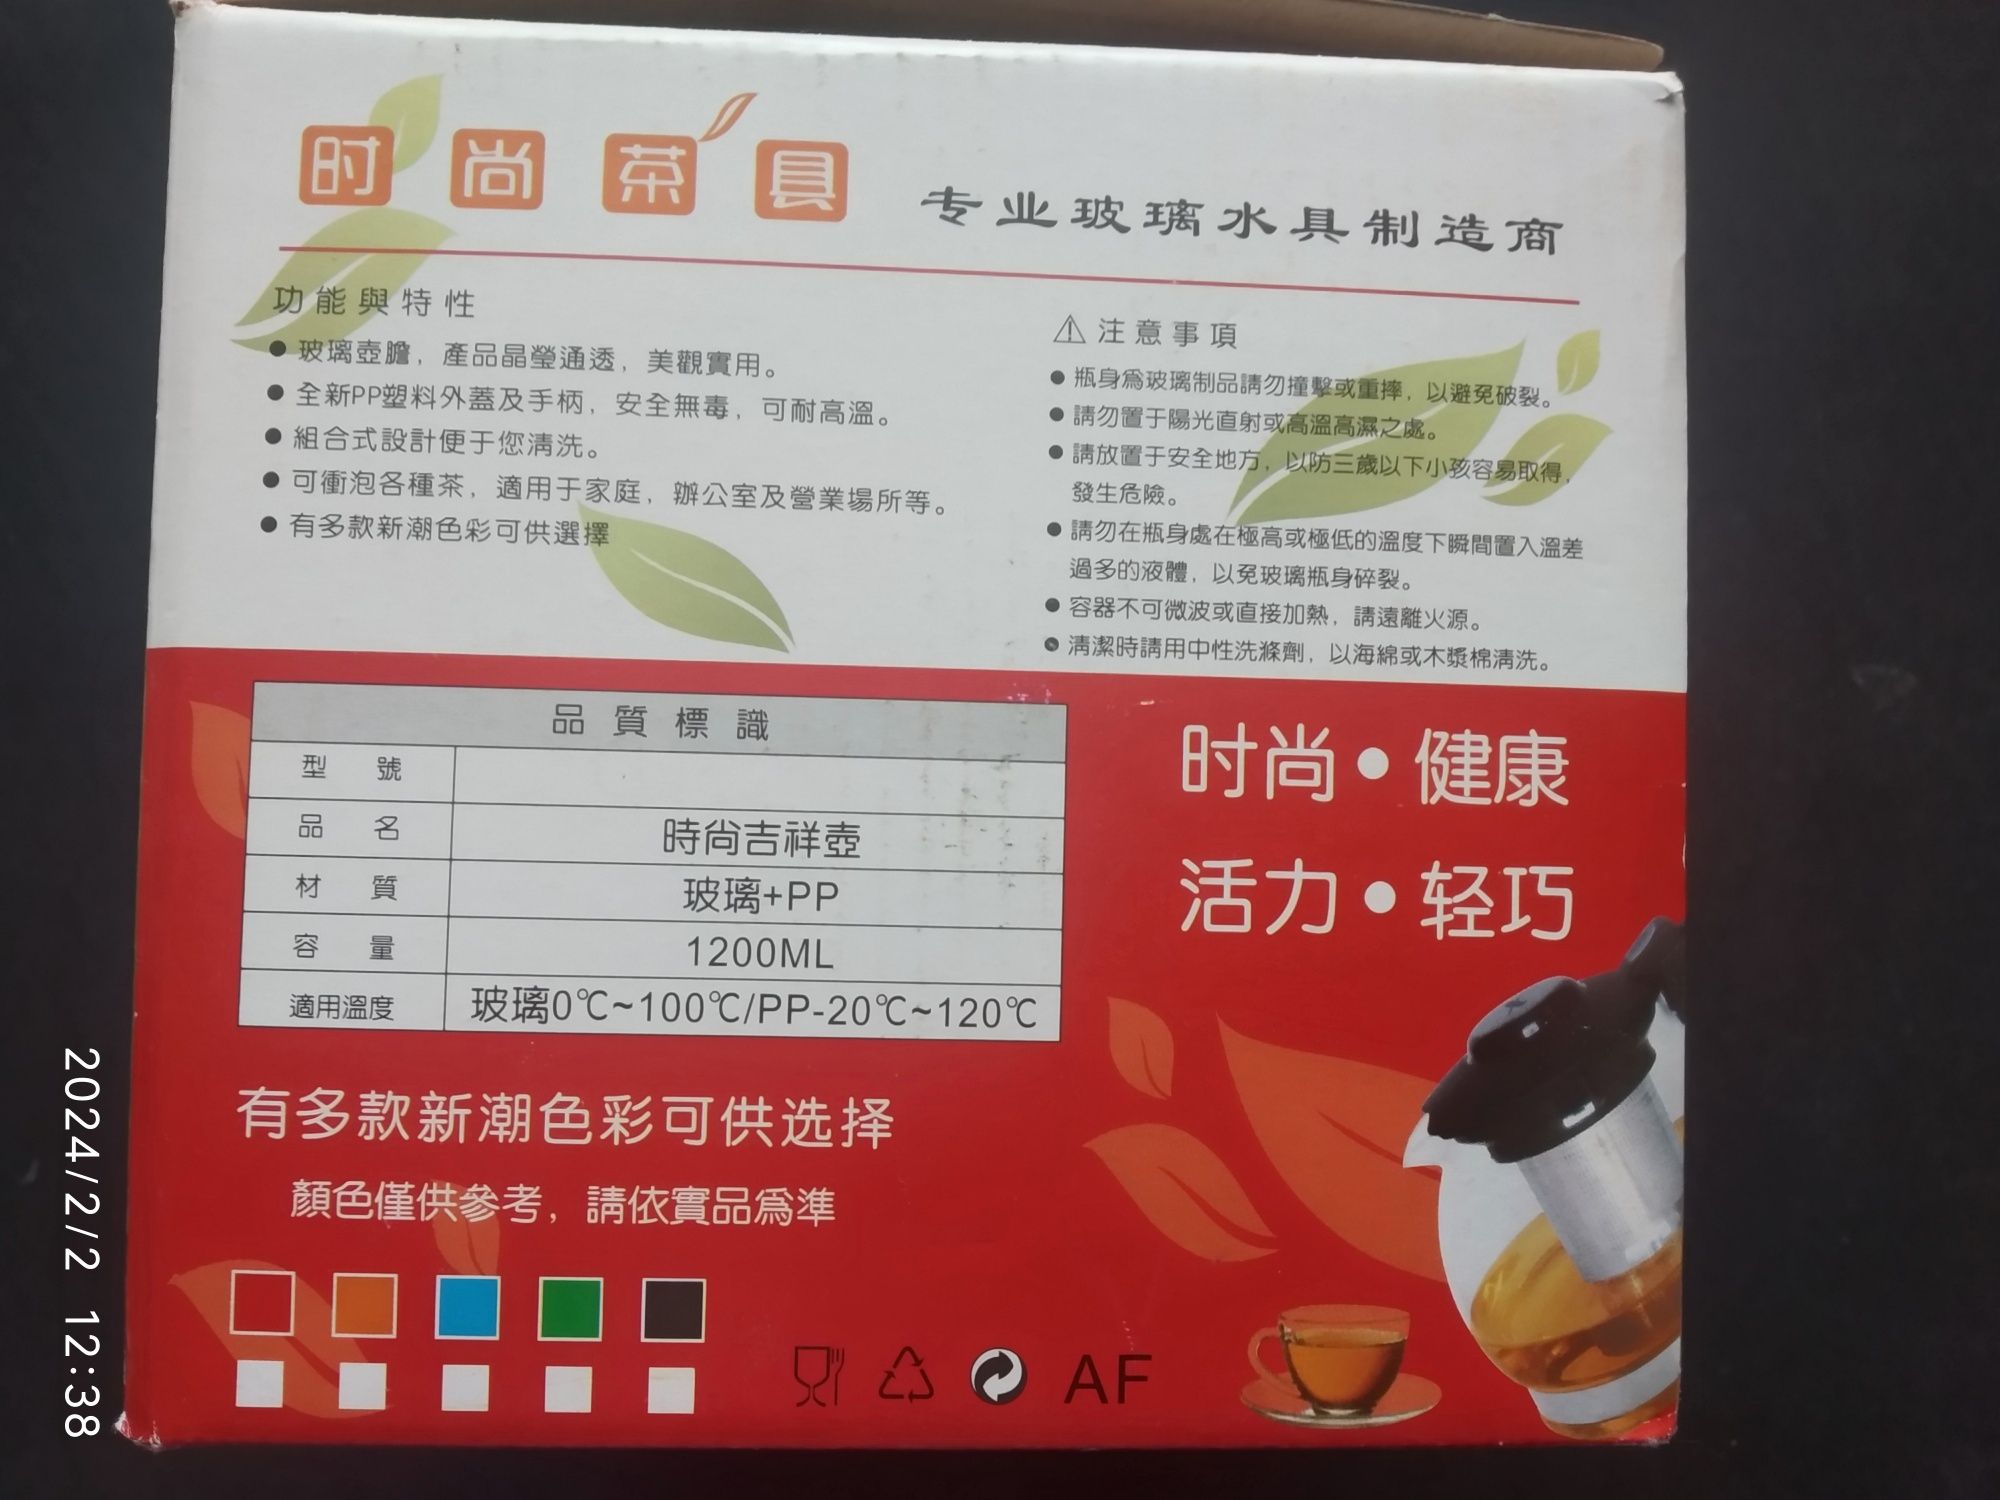 时尚茶具
专业玻璃水具制造商
功能與特性
● 玻璃壺膽，產品晶瑩通透，美觀實用。
● 全新PP塑料外蓋及手柄，安全無毒，可耐高溫。
● 組合式設計便于您清洗。
● 可衝泡各種茶，適用于家庭，辦公室及營業場所等。
● 有多款新潮色彩可供選擇
⚠ 注意事項
● 瓶身爲玻璃制品請勿撞擊或重摔，以避免破裂。
● 請勿置于陽光直射或高溫高濕之處。
● 請放置于安全地方，以防三歲以下小孩容易取得，
發生危險。
● 請勿在瓶身處在極高或極低的溫度下瞬間置入溫差
過多的液體，以免玻璃瓶身碎裂。
● 容器不可微波或直接加熱，請遠離火源。
● 清潔時請用中性洗滌劑，以海綿或木漿棉清洗。
品質標識
型號
品名 時尚吉祥壺
材質 玻璃+PP
容量 1200ML
適用溫度 玻璃0℃~100℃/PP-20℃~120℃
时尚●健康
活力●轻巧
有多款新潮色彩可供选择
顏色僅供參考，請依實品爲準
AF
2024/2/2 12:38